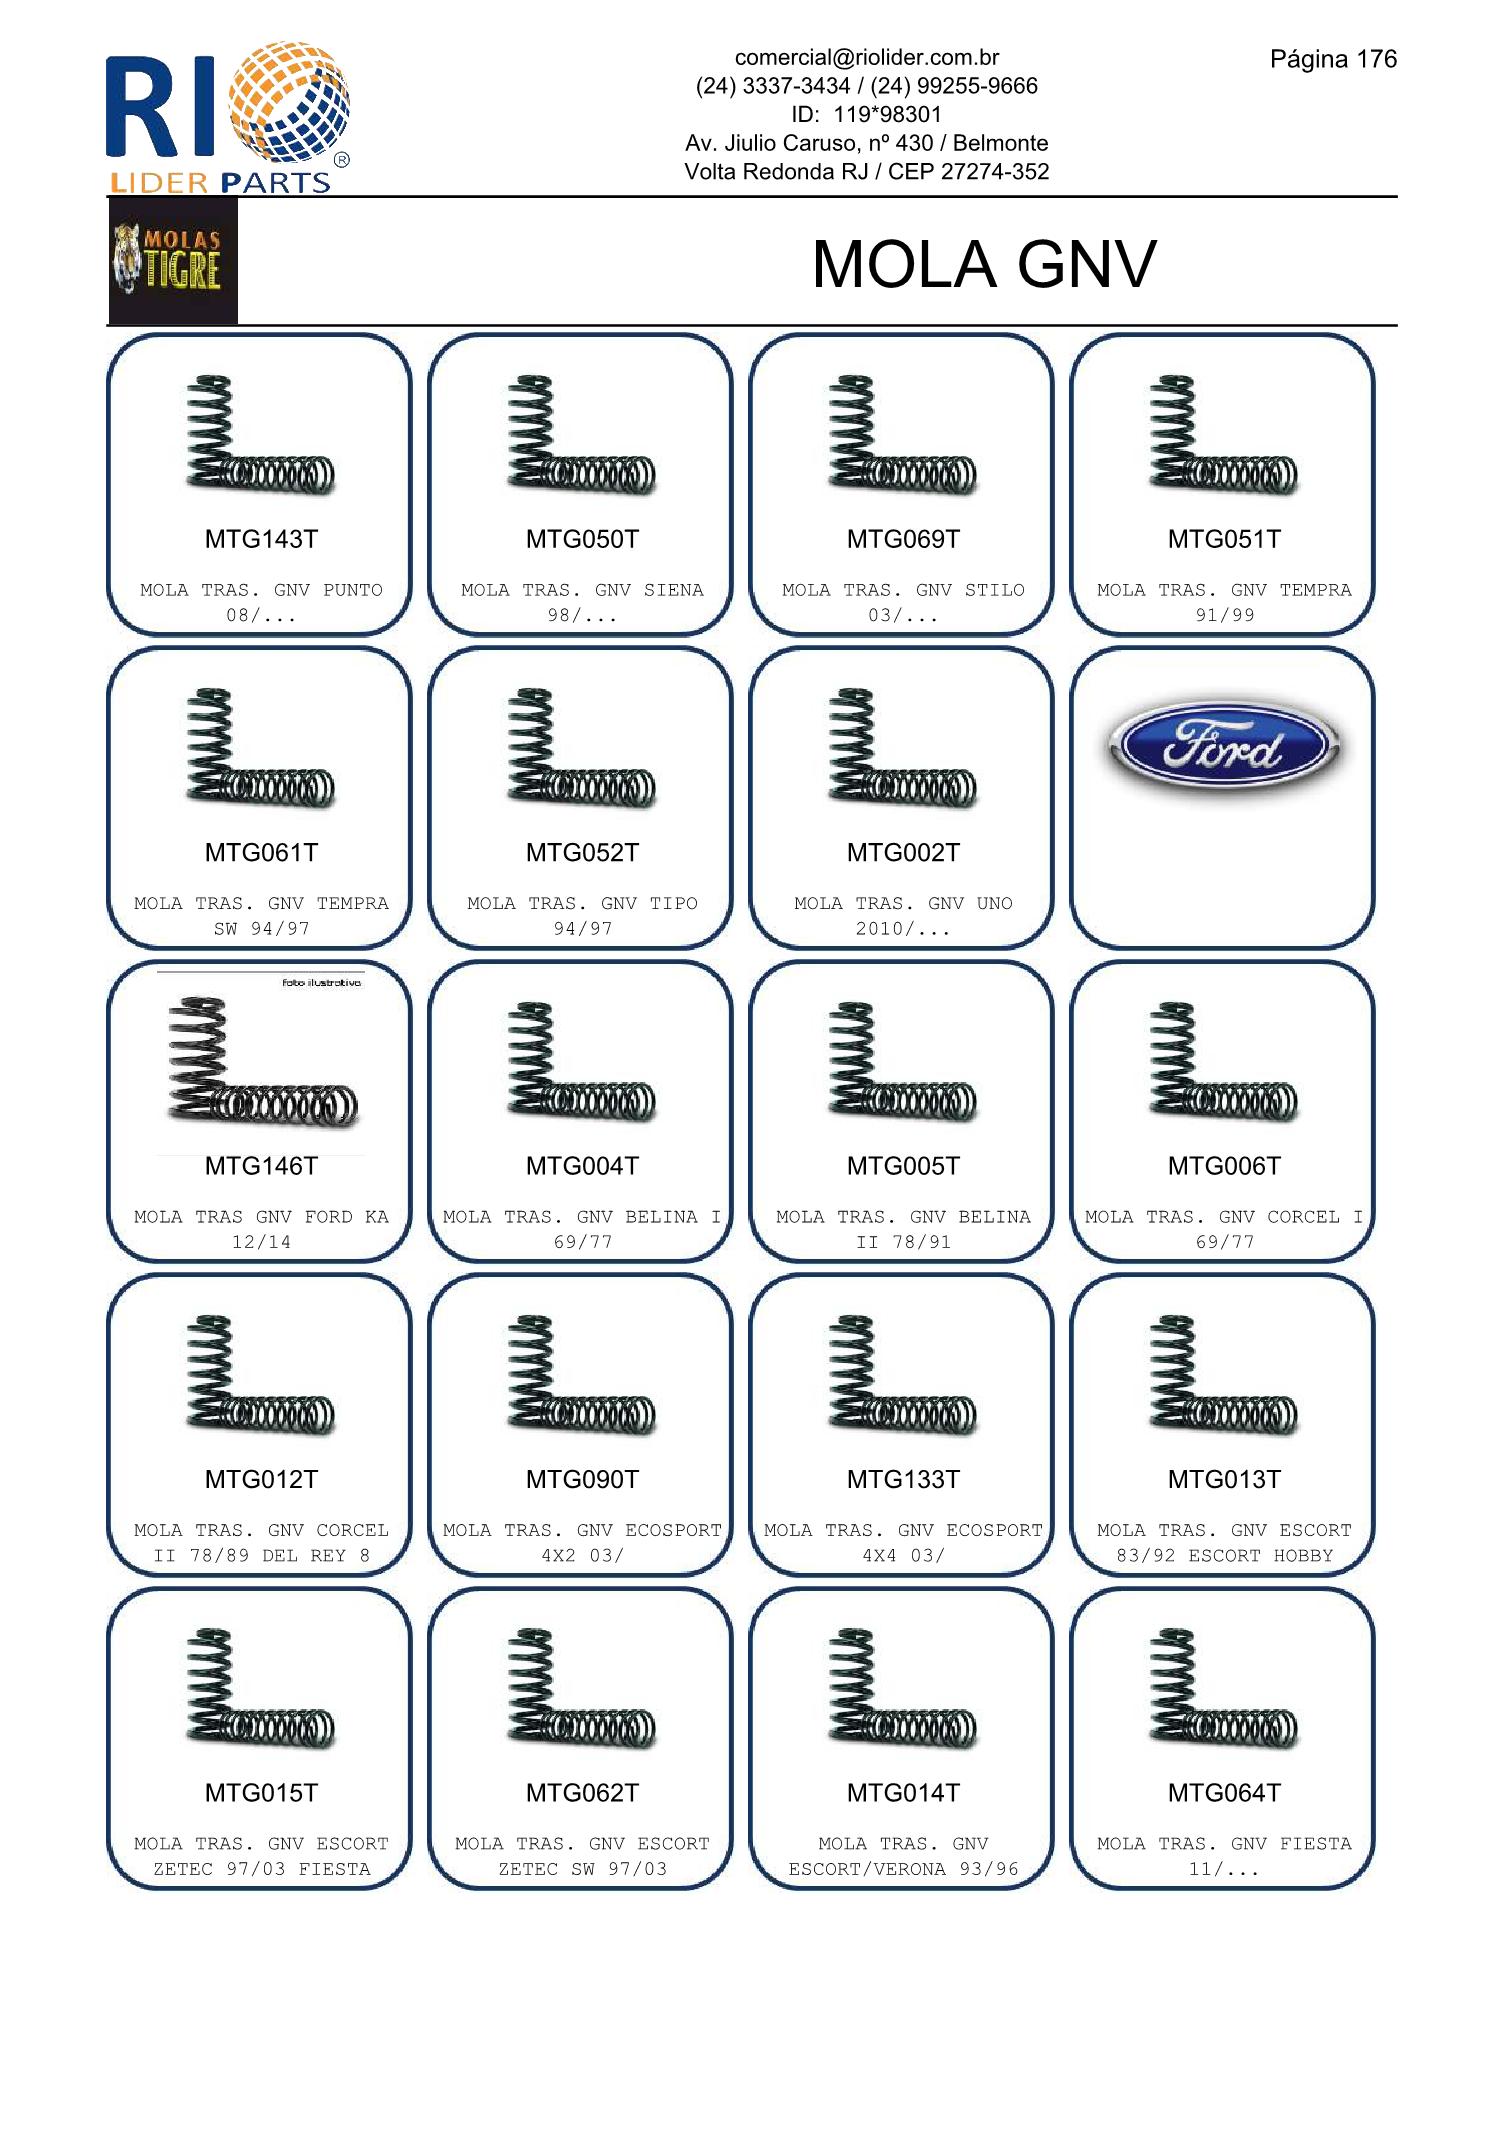 RIO
LIDER PARTS
®
comercial@riolider.com.br
(24) 3337-3434 / (24) 99255-9666
ID:  119*98301
Av. Jiulio Caruso, nº 430 / Belmonte
Volta Redonda RJ / CEP 27274-352
Página 176
MOLAS
TIGRE
MOLA GNV
MTG143T
MOLA TRAS. GNV PUNTO
08/...
MTG050T
MOLA TRAS. GNV SIENA
98/...
MTG069T
MOLA TRAS. GNV STILO
03/...
MTG051T
MOLA TRAS. GNV TEMPRA
91/99
MTG061T
MOLA TRAS. GNV TEMPRA
SW 94/97
MTG052T
MOLA TRAS. GNV TIPO
94/97
MTG002T
MOLA TRAS. GNV UNO
2010/...
Ford
foto ilustrativa
MTG146T
MOLA TRAS GNV FORD KA
12/14
MTG004T
MOLA TRAS. GNV BELINA I
69/77
MTG005T
MOLA TRAS. GNV BELINA
II 78/91
MTG006T
MOLA TRAS. GNV CORCEL I
69/77
MTG012T
MOLA TRAS. GNV CORCEL
II 78/89 DEL REY 8
MTG090T
MOLA TRAS. GNV ECOSPORT
4X2 03/
MTG133T
MOLA TRAS. GNV ECOSPORT
4X4 03/
MTG013T
MOLA TRAS. GNV ESCORT
83/92 ESCORT HOBBY
MTG015T
MOLA TRAS. GNV ESCORT
ZETEC 97/03 FIESTA
MTG062T
MOLA TRAS. GNV ESCORT
ZETEC SW 97/03
MTG014T
MOLA TRAS. GNV
ESCORT/VERONA 93/96
MTG064T
MOLA TRAS. GNV FIESTA
11/...